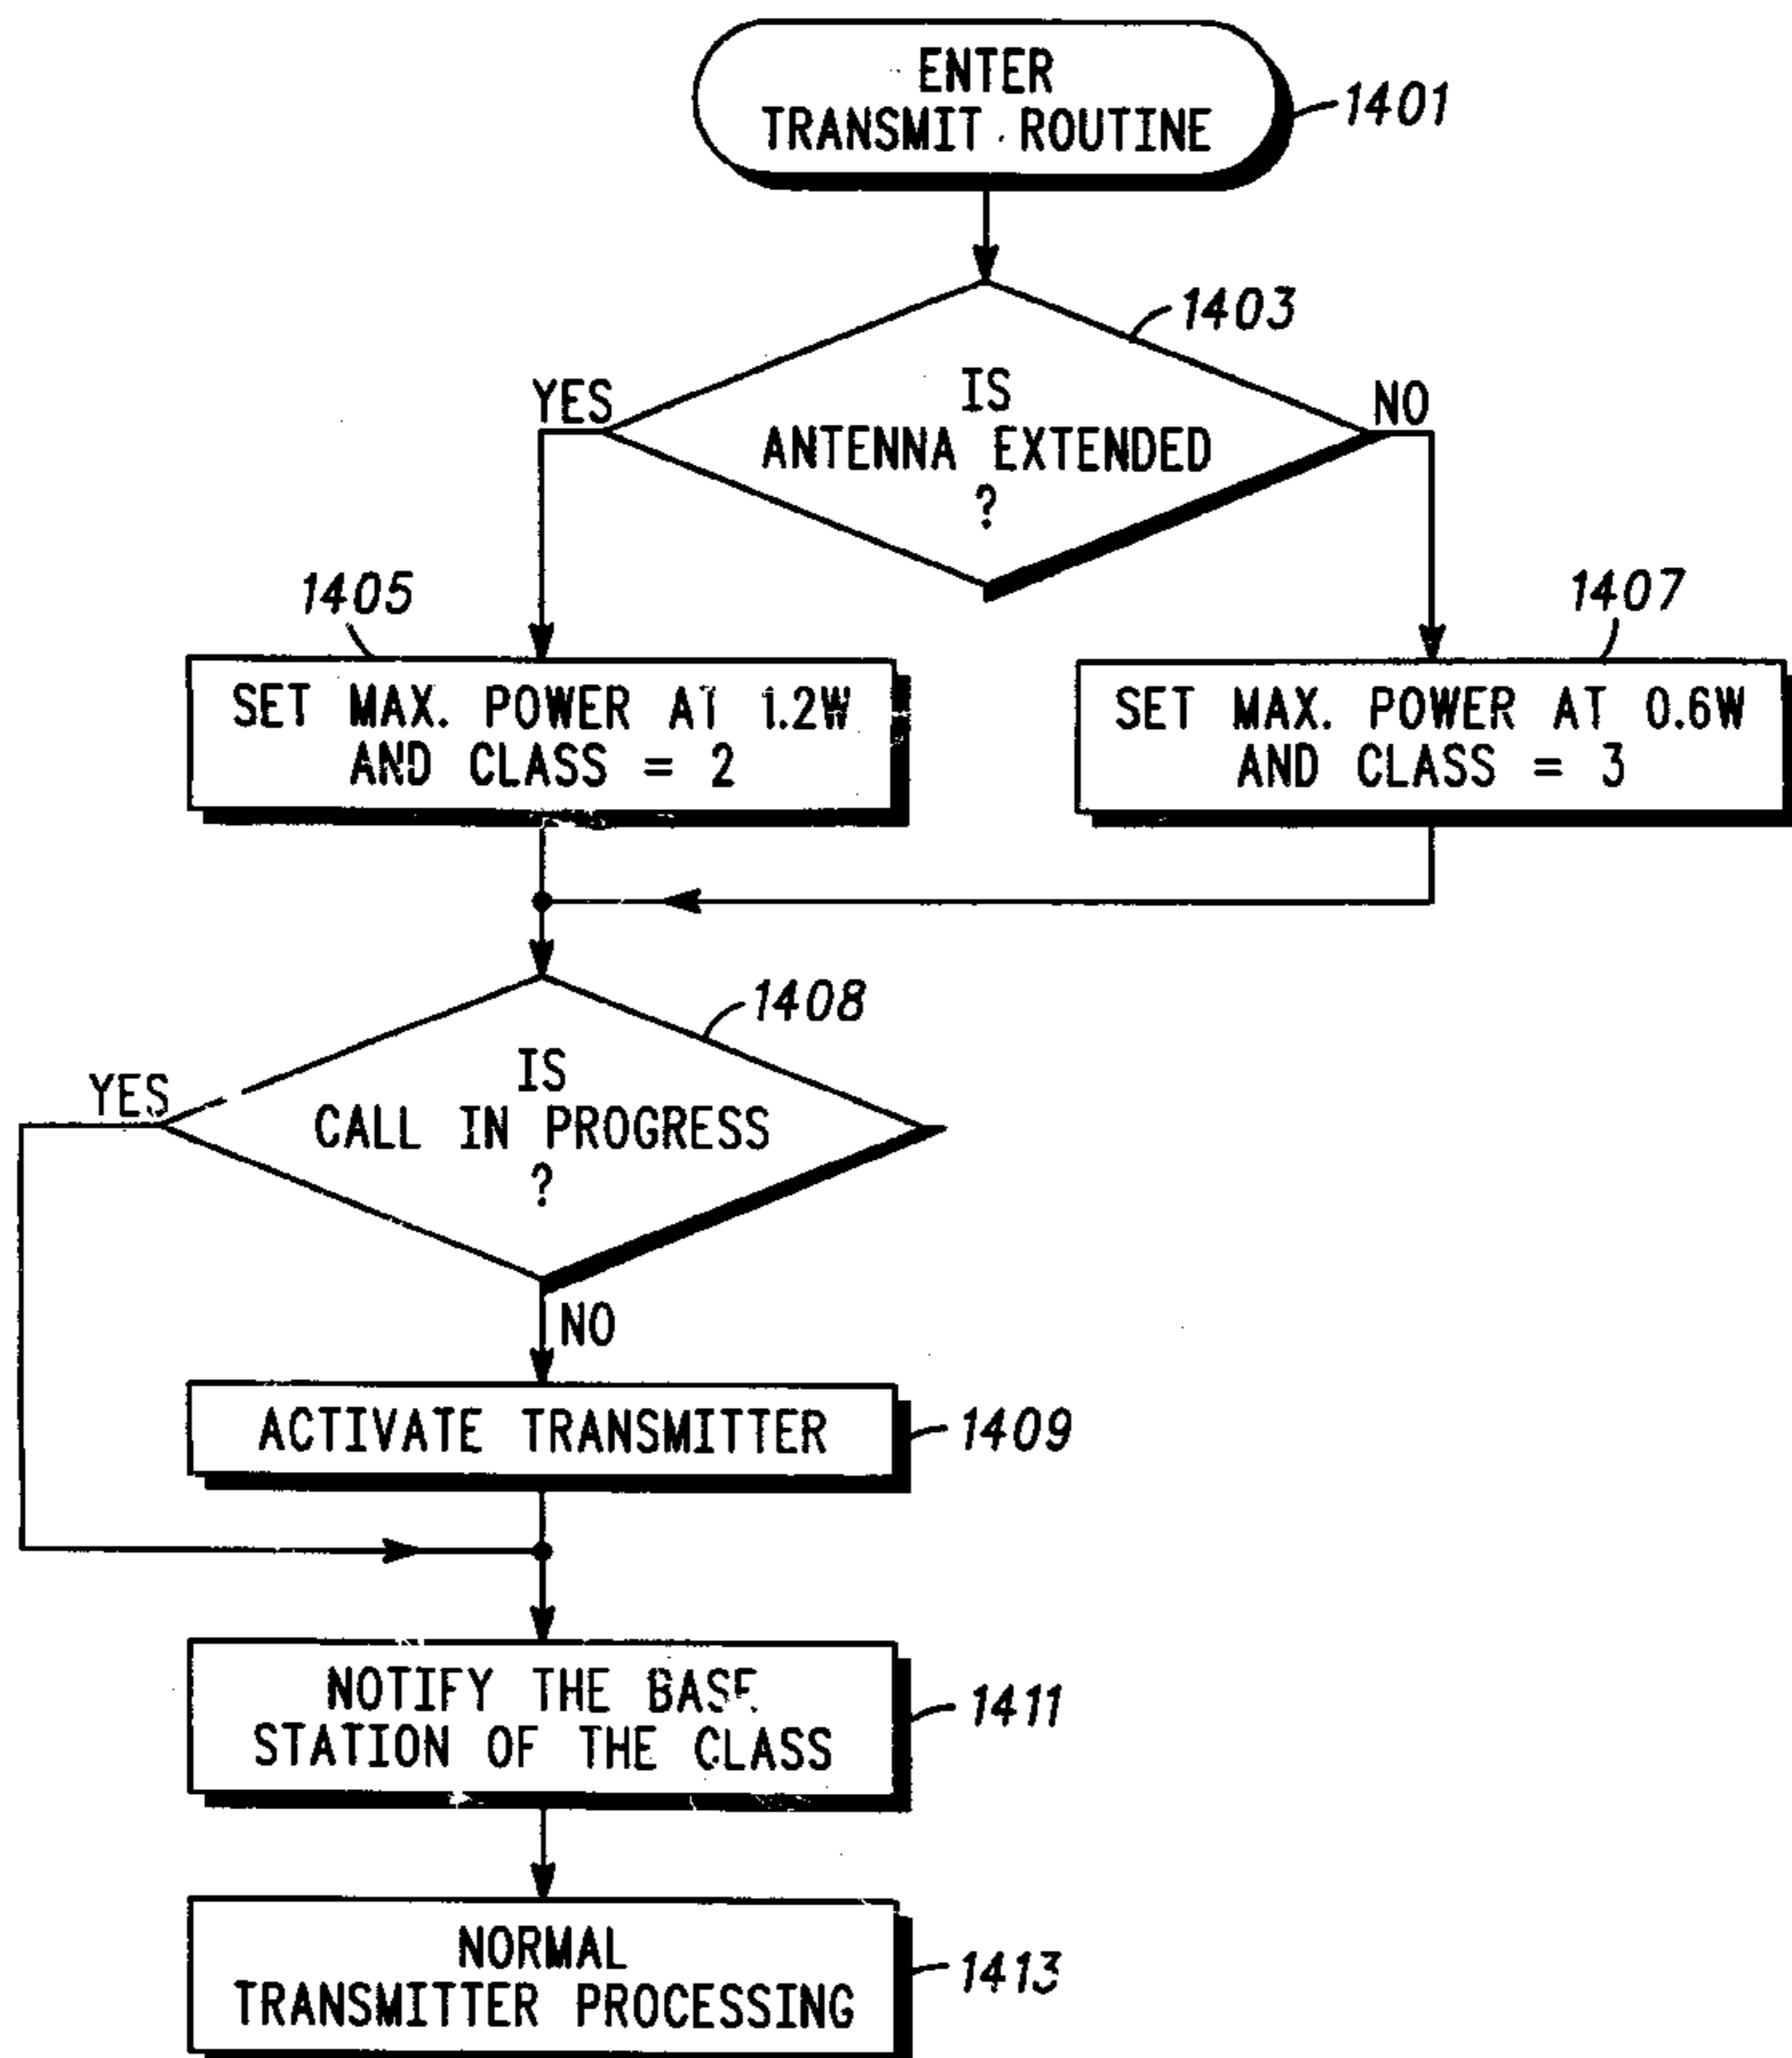 ENTER
TRANSMIT ROUTINE
1401
1403
IS
ANTENNA EXTENDED
?
YES
NO
1405
1407
SET MAX. POWER AT 1.2W
AND CLASS = 2
SET MAX. POWER AT 0.6W
AND CLASS = 3
1408
IS
CALL IN PROGRESS
?
YES
NO
ACTIVATE TRANSMITTER
1409
NOTIFY THE BASE
STATION OF THE CLASS
1411
NORMAL
TRANSMITTER PROCESSING
1413